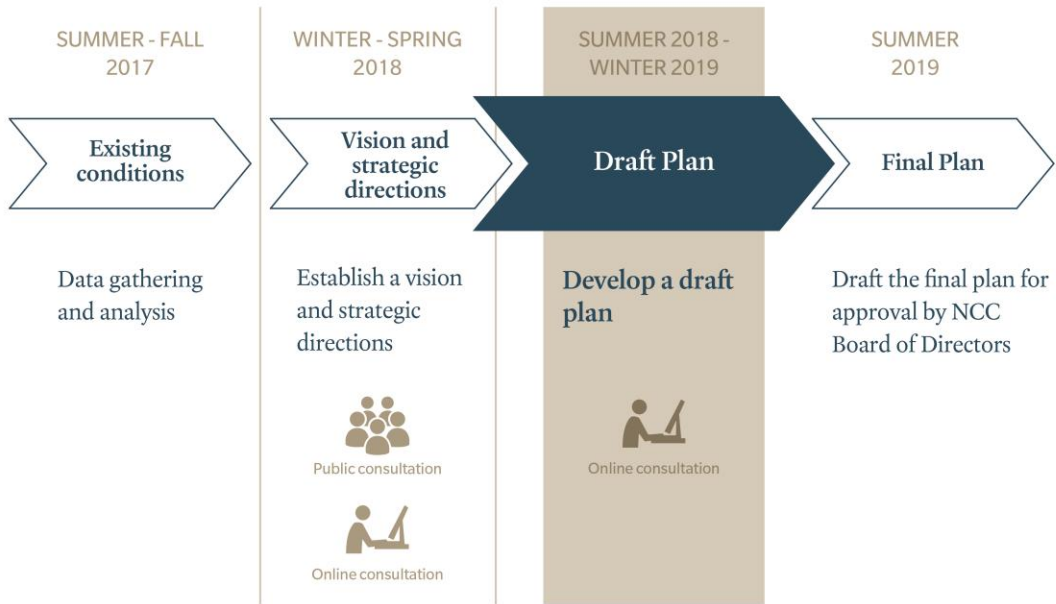 SUMMER - FALL
2017
Existing
conditions
Data gathering
and analysis
WINTER - SPRING
2018
Vision and
strategic
directions
Establish a vision
and strategic
directions
Public consultation
Online consultation
SUMMER 2018 -
WINTER 2019
Draft Plan
Develop a draft
plan
Online consultation
SUMMER
2019
Final Plan
Draft the final plan for
approval by NCC
Board of Directors